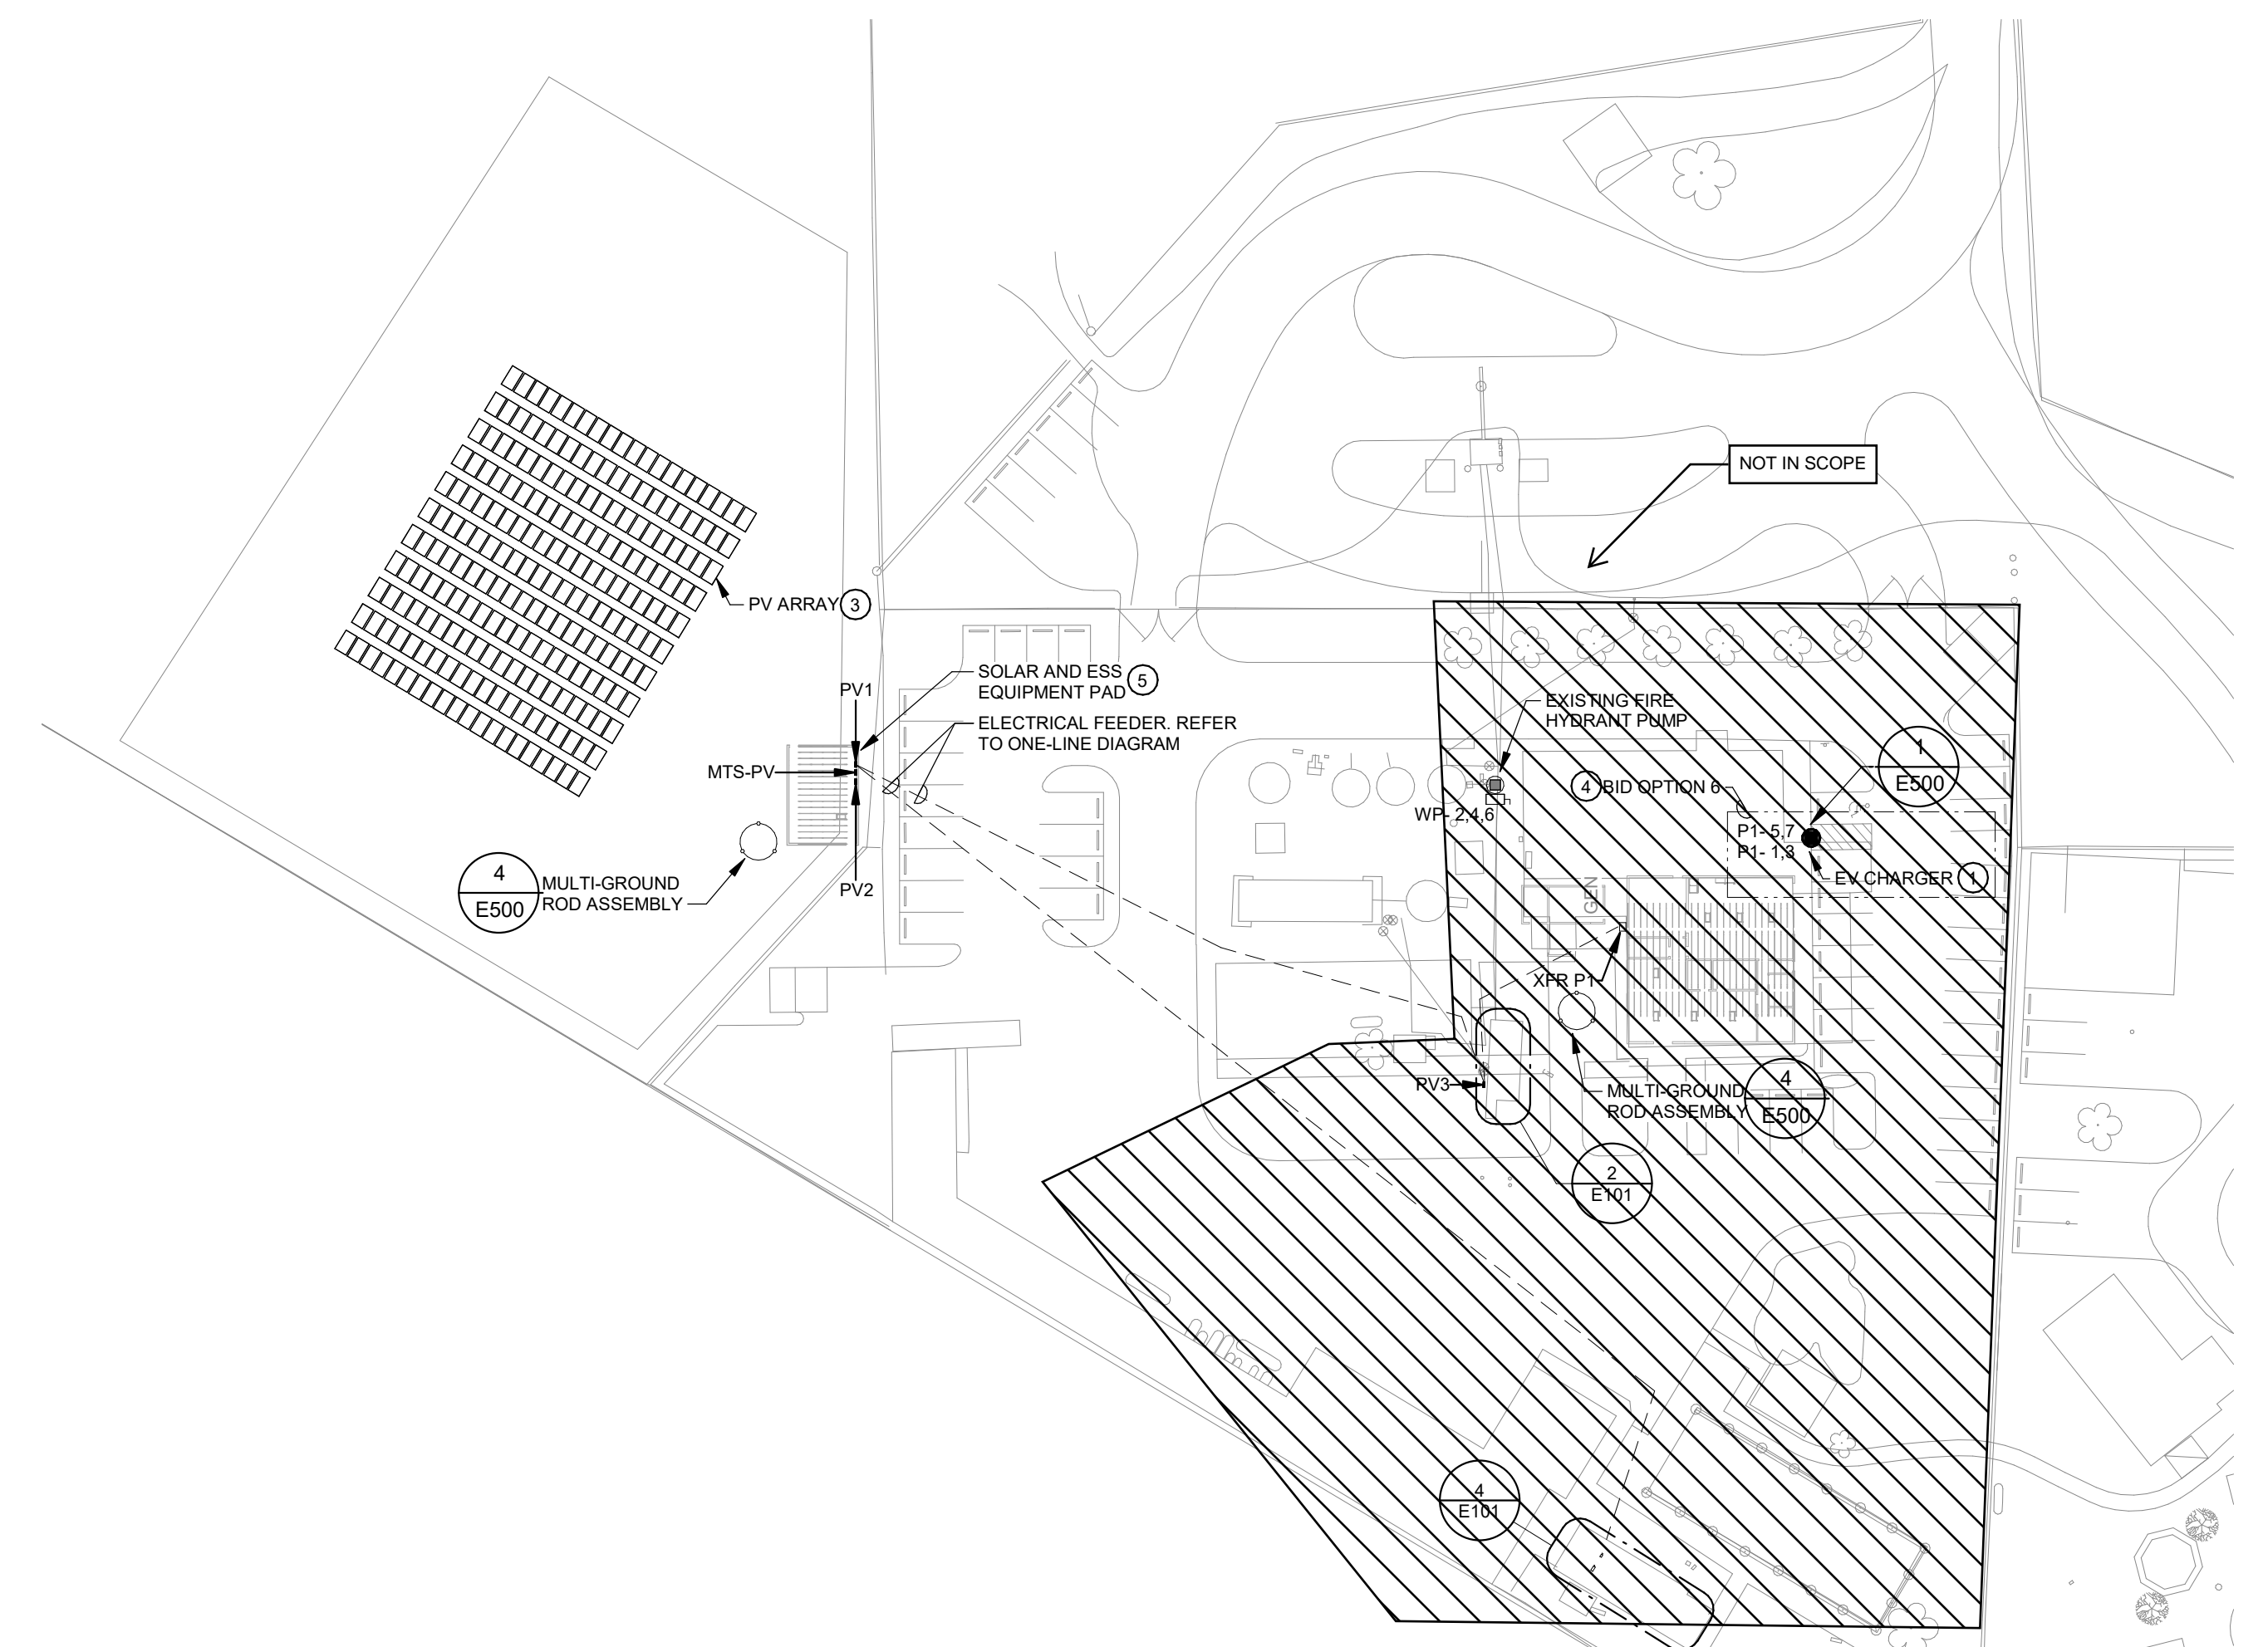 NOT IN SCOPE
PV ARRAY 3
SOLAR AND ESS
EQUIPMENT PAD 5
PV1
ELECTRICAL FEEDER. REFER
TO ONE-LINE DIAGRAM
MTS-PV
PV2
4
E500
MULTI-GROUND
ROD ASSEMBLY
EXISTING FIRE
HYDRANT PUMP
1
E500
4 BID OPTION 6
WP- 2,4,6
P1- 5,7
P1- 1,3
EV CHARGER 1
GEN
XFR P1
PV3
MULTI-GROUND
ROD ASSEMBLY
4
E500
2
E101
4
E101